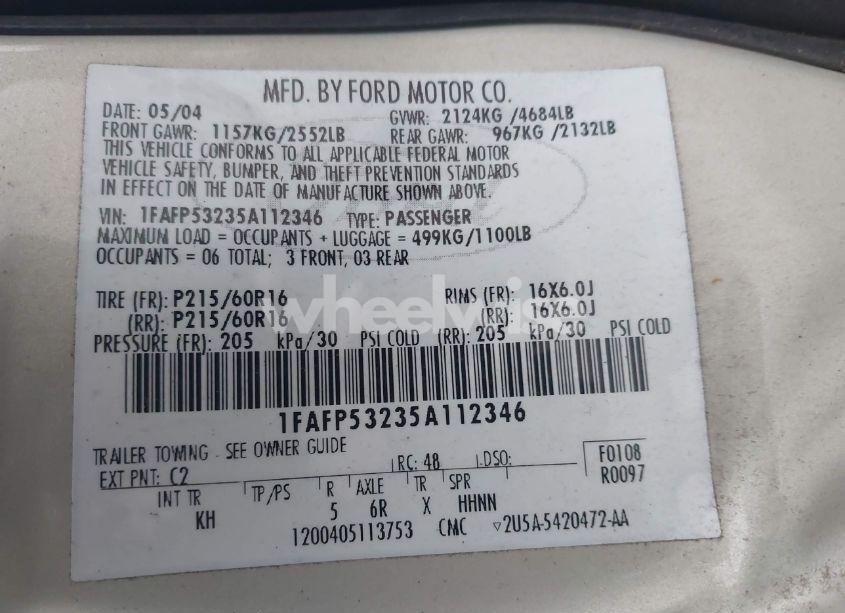 MFD. BY FORD MOTOR CO.
DATE: 05/04 GVWR: 2124KG /4684LB
FRONT GAWR: 1157KG/2552LB REAR GAWR: 967KG /2132LB
THIS VEHICLE CONFORMS TO ALL APPLICABLE FEDERAL MOTOR
VEHICLE SAFETY, BUMPER, AND THEFT PREVENTION STANDARDS
IN EFFECT ON THE DATE OF MANUFACTURE SHOWN ABOVE.
VIN: 1FAFP53235A112346 TYPE: PASSENGER
MAXIMUM LOAD = OCCUPANTS + LUGGAGE = 499KG/1100LB
OCCUPANTS = 06 TOTAL; 3 FRONT, 03 REAR
TIRE (FR): P215/60R16 RIMS (FR): 16X6.0J
(RR): P215/60R16 (RR): 16X6.0J
wheelwis
PRESSURE (FR): 205 kPa/30 PSI COLD (RR): 205 kPa/30 PSI COLD
1FAFP53235A112346
TRAILER TOWING - SEE OWNER GUIDE
EXT PNT: C2 RC: 48 DSO: F0108
R0097
INT TR TP/PS R AXLE TR SPR
KH 5 6R X HHNN
1200405113753 CMC ▽2U5A-5420472-AA